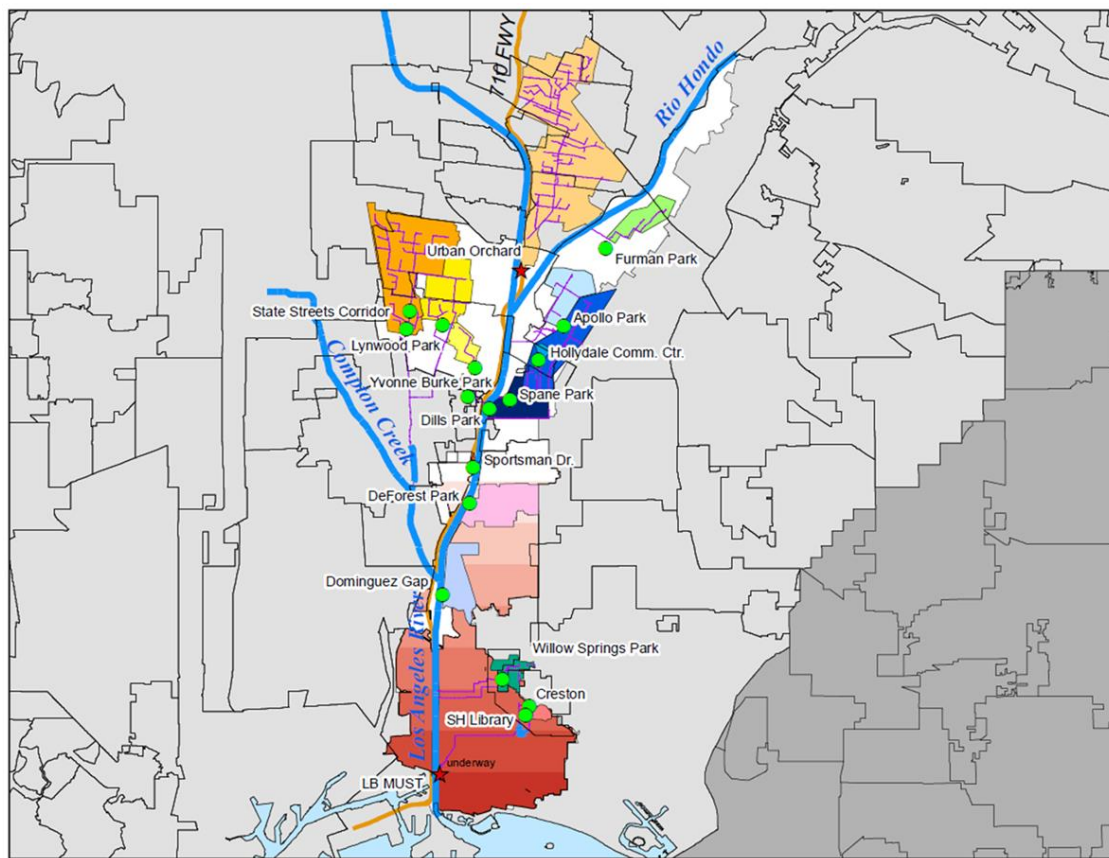 710 FWY
Rio Hondo
Urban Orchard
Furman Park
State Streets Corridor
Apollo Park
Lynwood Park
Hollydale Comm. Ctr.
Compton Creek
Yvonne Burke Park
Spane Park
Dills Park
Sportsman Dr.
DeForest Park
Dominguez Gap
Los Angeles River
Willow Springs Park
Creston
SH Library
underway
LB MUST